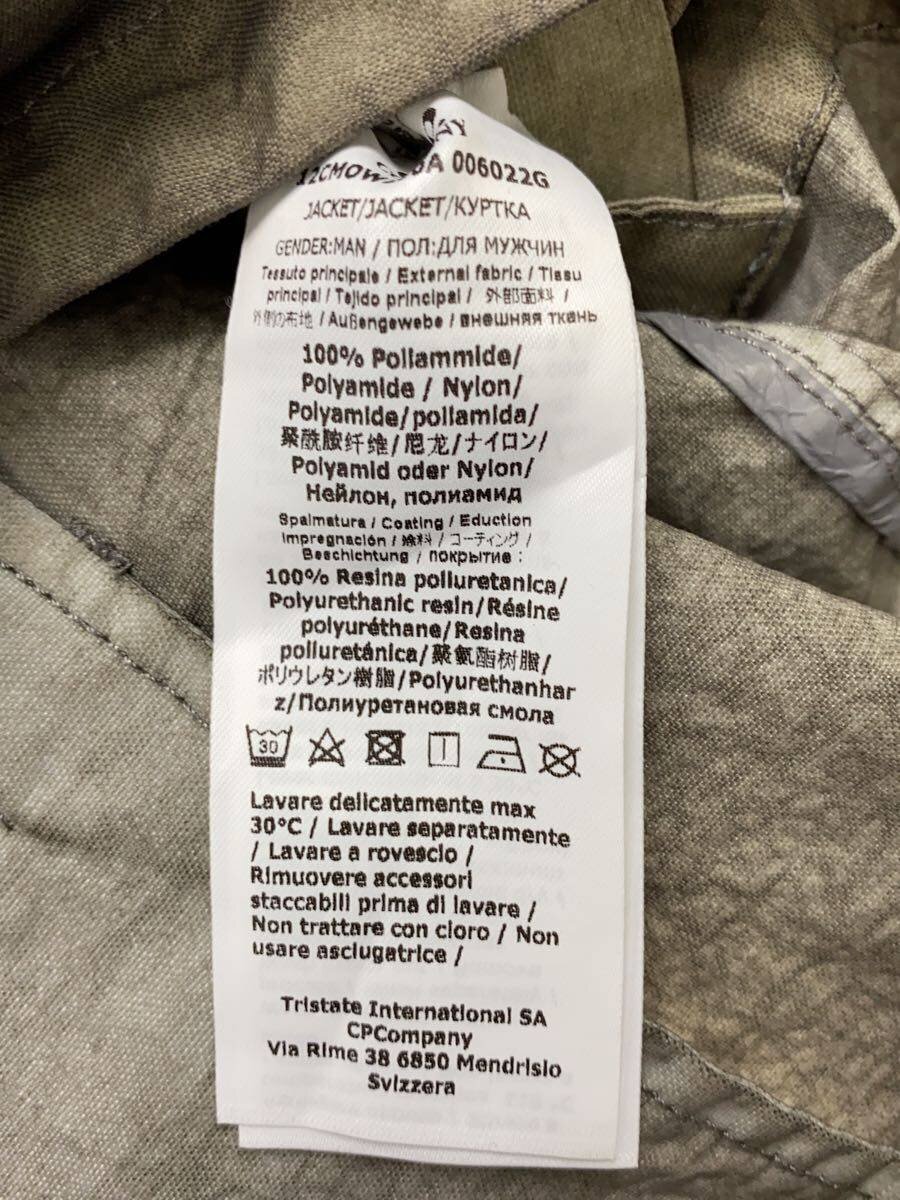 006022G
JACKET/JACKET/КУРТКА
GENDER:MAN / ПОЛ:ДЛЯ МУЖЧИН
Tessuto principale / External fabric / Tissu
principal / Tejido principal / 外部面料 /
外側の布地 / Außengewebe / внешняя ткань
100% Poliammide/
Polyamide / Nylon/
Polyamide/poliamida/
聚酰胺纤维/尼龙/ナイロン/
Polyamid oder Nylon/
Нейлон, полиамид
Spalmatura / Coating / Eduction
Impregnación / 涂料 / コーティング /
Beschichtung / покрытие :
100% Resina poliuretanica/
Polyurethanic resin/Résine
polyuréthane/Resina
poliuretánica/聚氨酯树脂/
ポリウレタン樹脂/Polyurethanhar
z/Полиуретановая смола
30
Lavare delicatamente max
30°C / Lavare separatamente
/ Lavare a rovescio /
Rimuovere accessori
staccabili prima di lavare /
Non trattare con cloro / Non
usare asciugatrice /
Tristate International SA
CPCompany
Via Rime 38 6850 Mendrisio
Svizzera